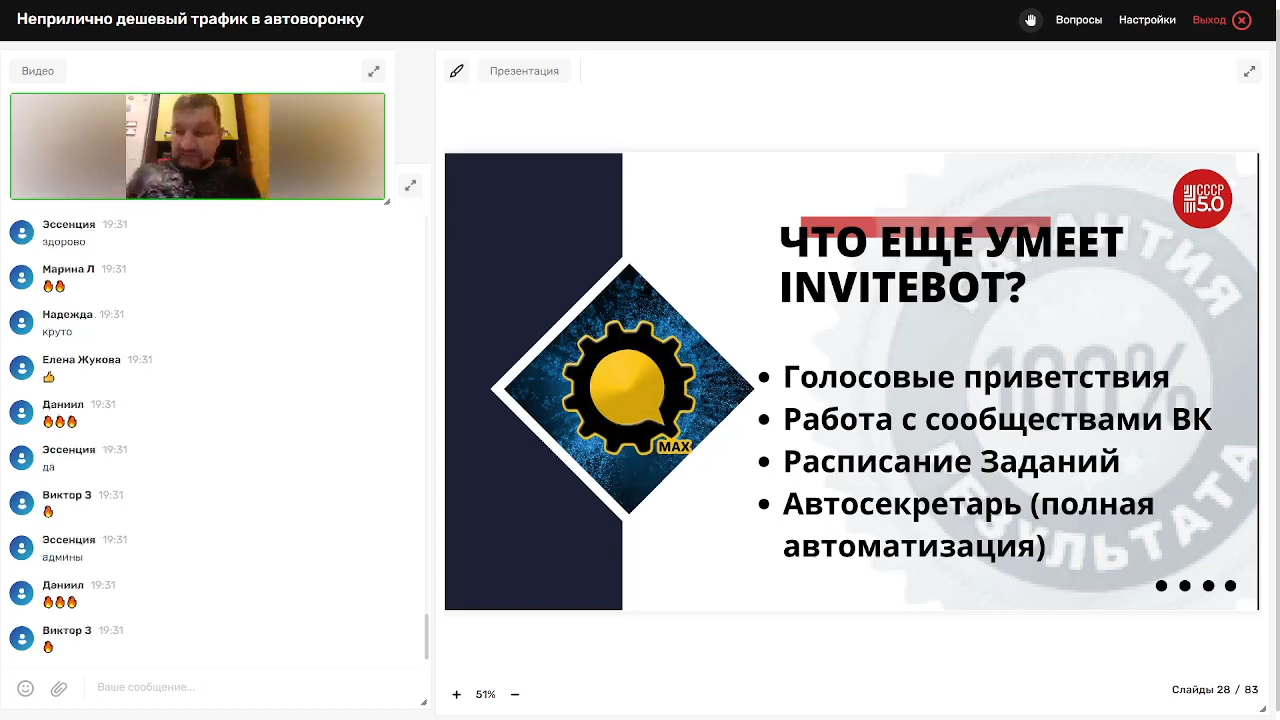 Неприлично дешевый трафик в автоворонку
Вопросы
Настройки
Выход
Видео
Эссенция 19:31
здорово
Марина Л 19:31
Надежда 19:31
круто
Елена Жукова 19:31
Даниил 19:31
Эссенция 19:31
да
Виктор З 19:31
Эссенция 19:31
админы
Даниил 19:31
Виктор З 19:31
Ваше сообщение...
Презентация
СССР
5.0
ЧТО ЕЩЕ УМЕЕТ
INVITEBOT?
MAX
• Голосовые приветствия
• Работа с сообществами ВК
• Расписание Заданий
• Автосекретарь (полная
автоматизация)
100%
+ 51% −
Слайды 28 / 83